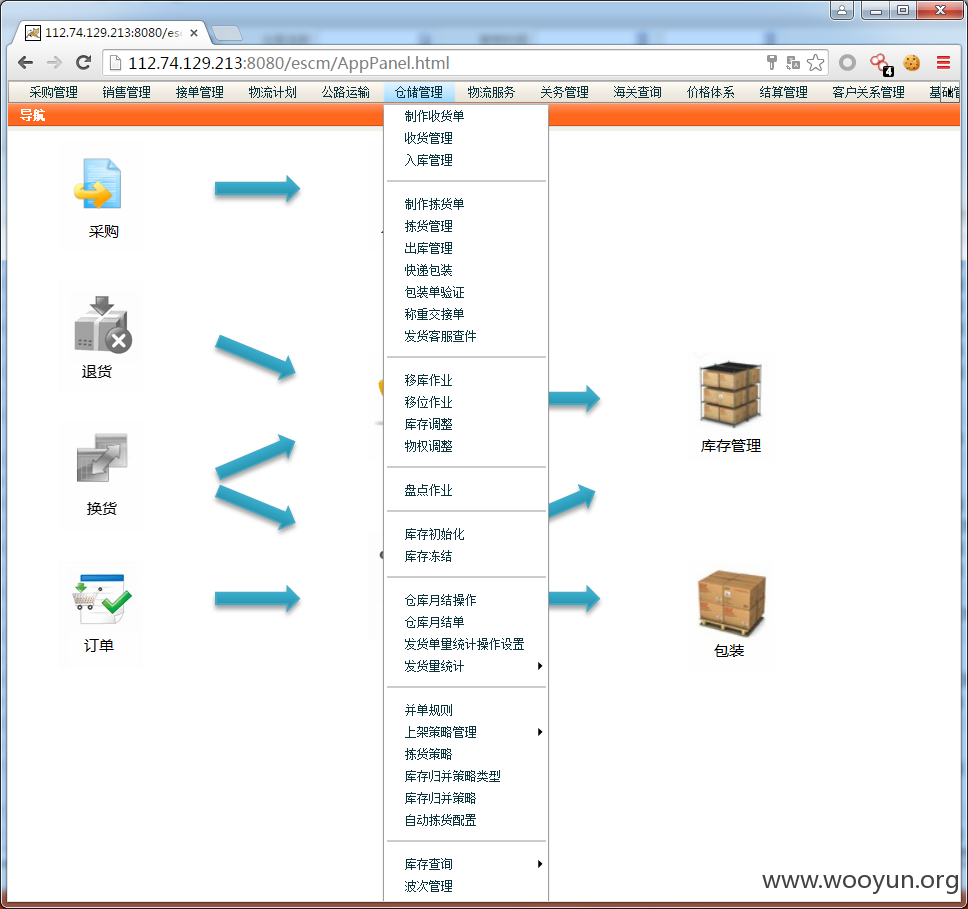 112.74.129.213:8080/esc
112.74.129.213:8080/escm/AppPanel.html
4
采购管理 销售管理 接单管理 物流计划 公路运输 仓储管理 物流服务 关务管理 海关查询 价格体系 结算管理 客户关系管理 基础
导航
制作收货单
收货管理
入库管理
制作拣货单
拣货管理
出库管理
快递包装
包装单验证
称重交接单
发货客服查件
移库作业
移位作业
库存调整
物权调整
盘点作业
库存初始化
库存冻结
仓库月结操作
仓库月结单
发货单量统计操作设置
发货量统计
并单规则
上架策略管理
拣货策略
库存归并策略类型
库存归并策略
自动拣货配置
库存查询
波次管理
采购
退货
换货
订单
库存管理
包装
www.wooyun.org